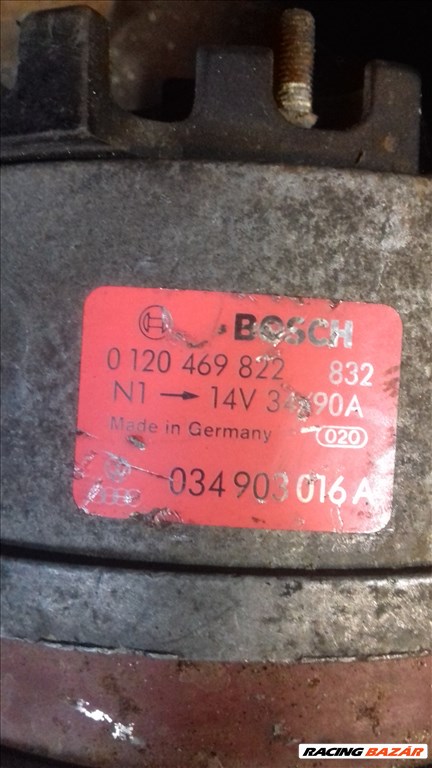 BOSCH
0 120 469 822 832
N1 → 14V 34/90A
Made in Germany 020
034 903 016 A
RACING BAZÁR